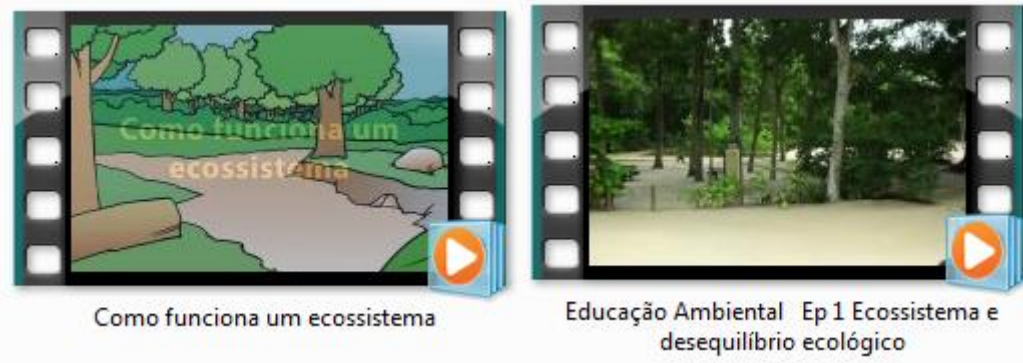 Como funciona um
ecossistema
Como funciona um ecossistema
Educação Ambiental Ep 1 Ecossistema e
desequilíbrio ecológico